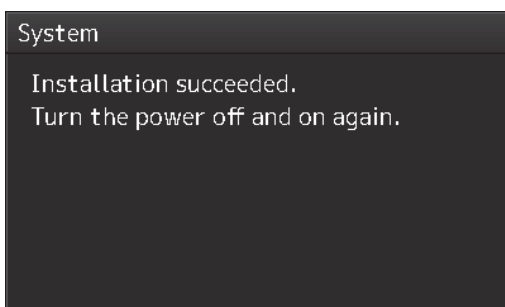 System
Installation succeeded.
Turn the power off and on again.